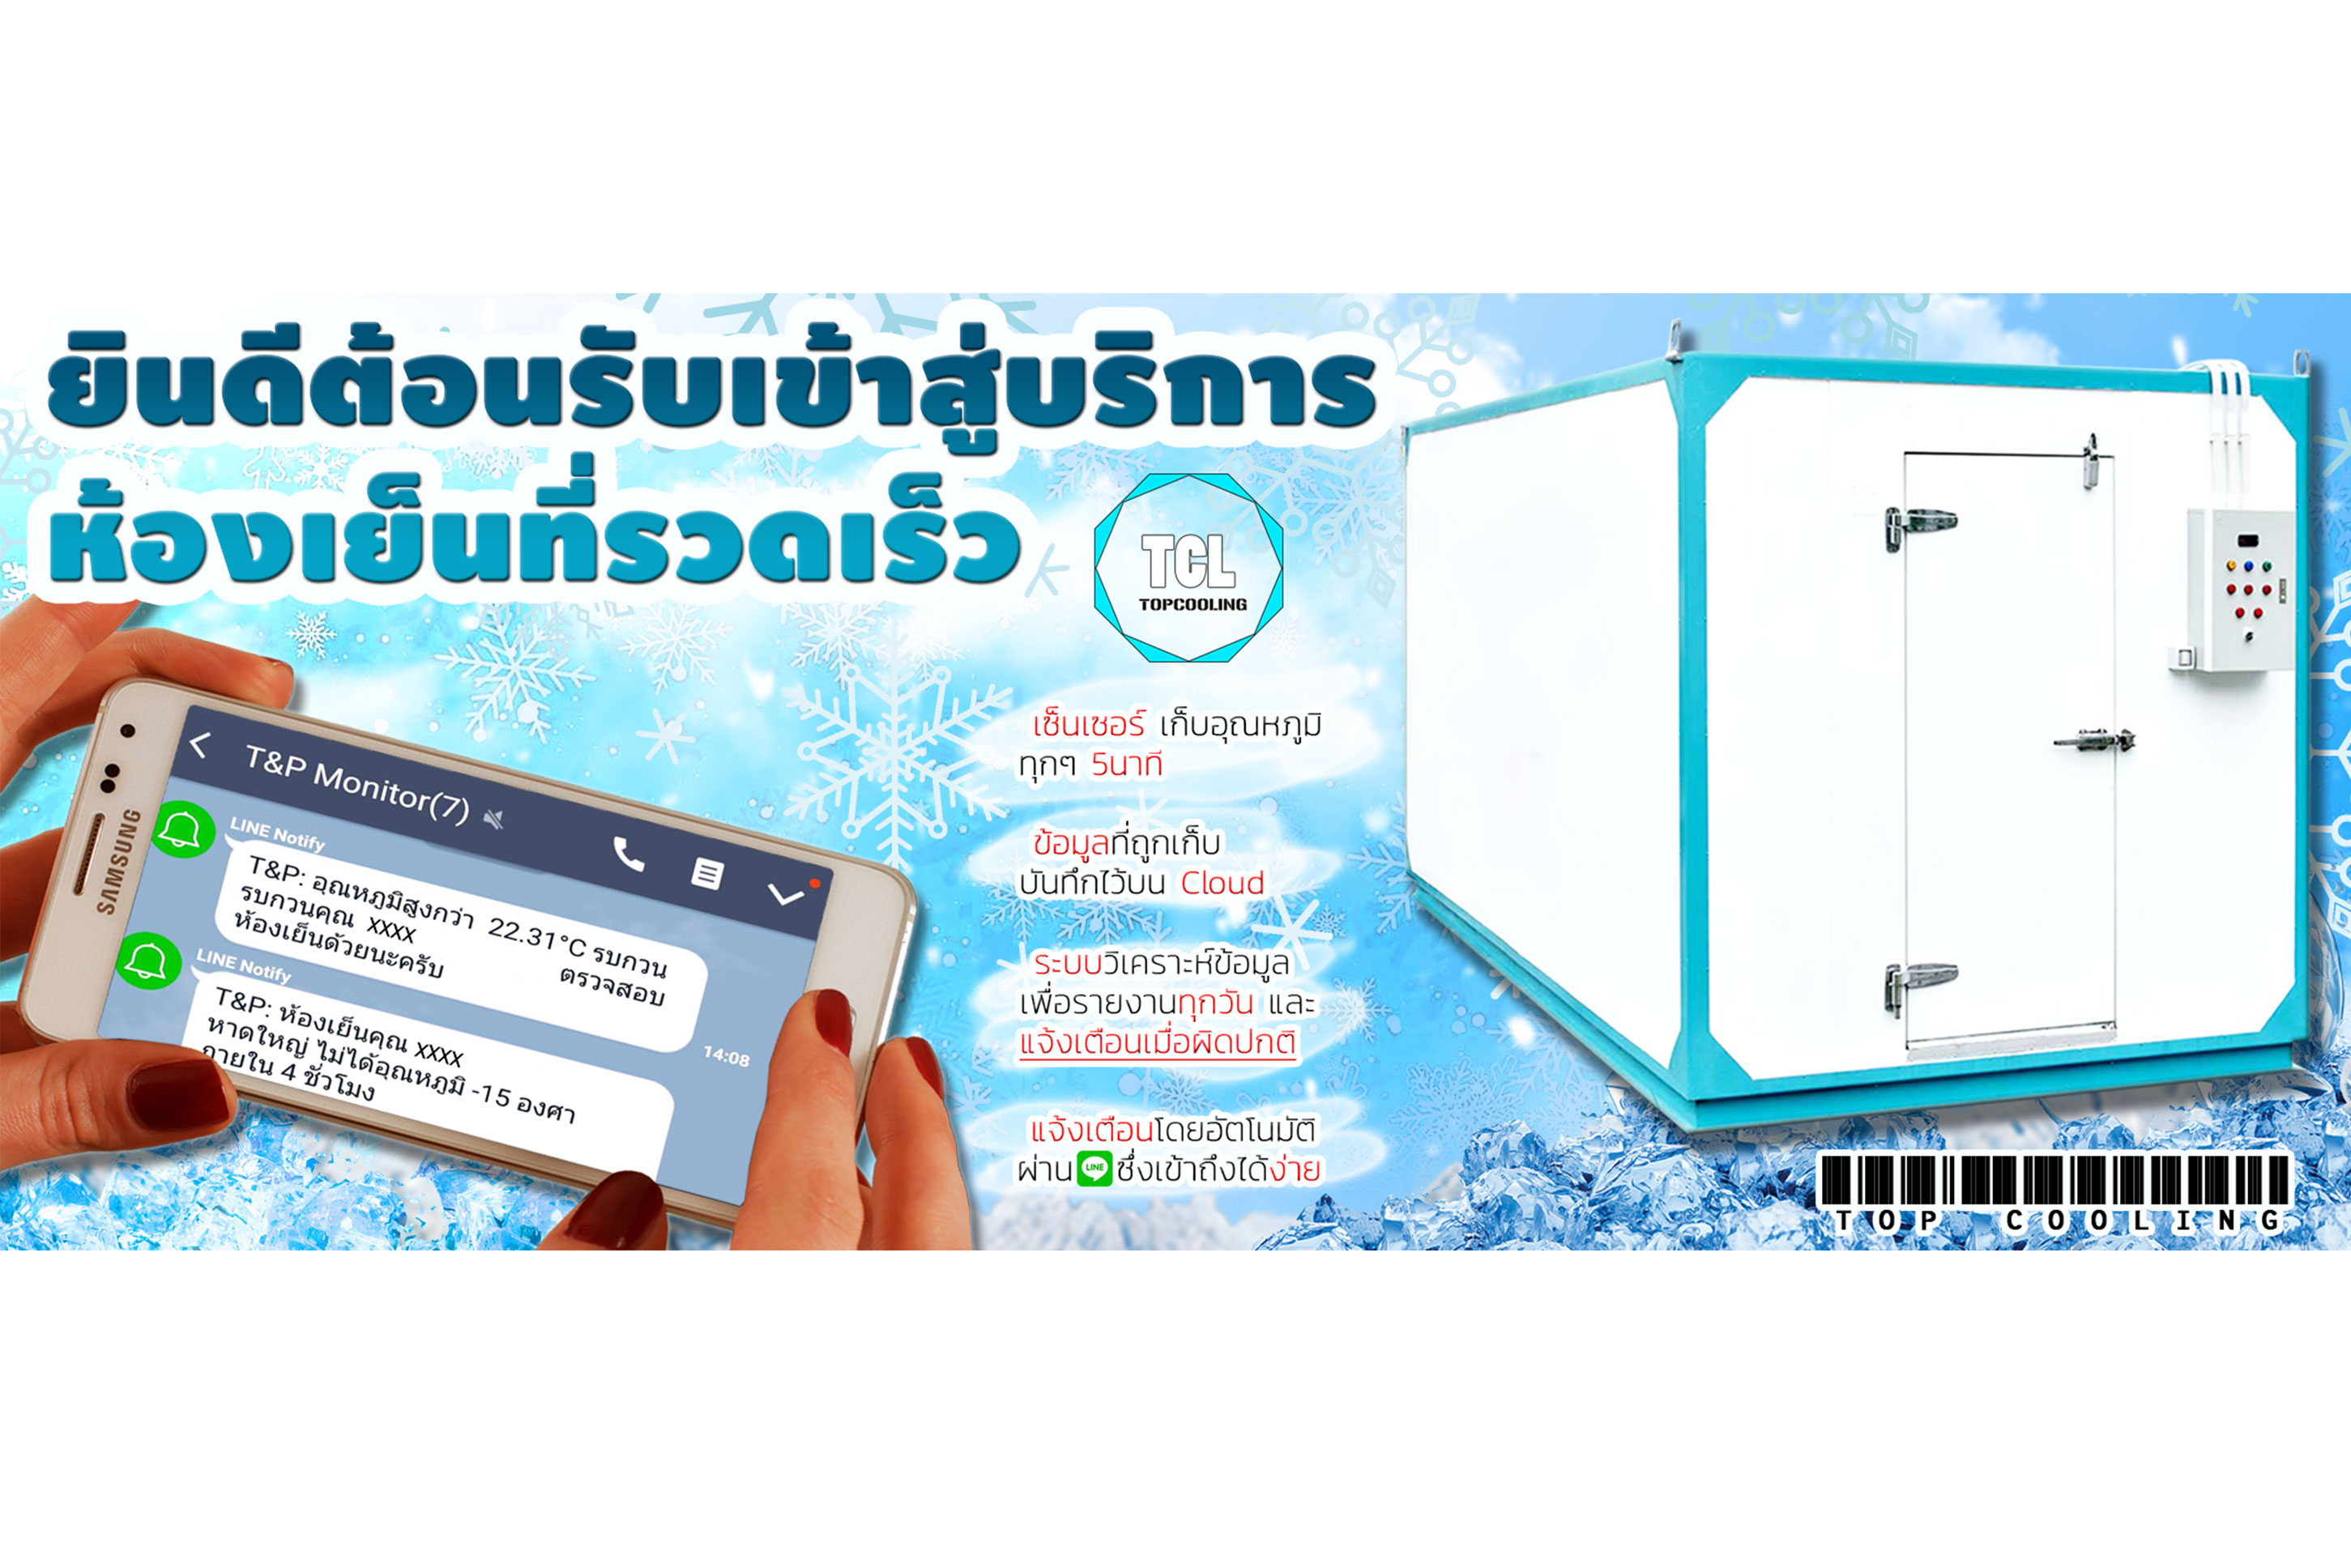 ยินดีต้อนรับเข้าสู่บริการ
ห้องเย็นที่รวดเร็ว
TCL
TOPCOOLING
เซ็นเซอร์ เก็บอุณหภูมิ
ทุกๆ 5นาที
ข้อมูลที่ถูกเก็บ
บันทึกไว้บน Cloud
ระบบวิเคราะห์ข้อมูล
เพื่อรายงานทุกวัน และ
แจ้งเตือนเมื่อผิดปกติ
แจ้งเตือนโดยอัตโนมัติ
ผ่าน LINE ซึ่งเข้าถึงได้ง่าย
SAMSUNG
T&P Monitor(7)
LINE Notify
T&P: อุณหภูมิสูงกว่า 22.31°C รบกวน
รบกวนคุณ xxxx ตรวจสอบ
ห้องเย็นด้วยนะครับ
14:08
LINE Notify
T&P: ห้องเย็นคุณ xxxx
หาดใหญ่ ไม่ได้อุณหภูมิ -15 องศา
ภายใน 4 ชั่วโมง
TOP COOLING